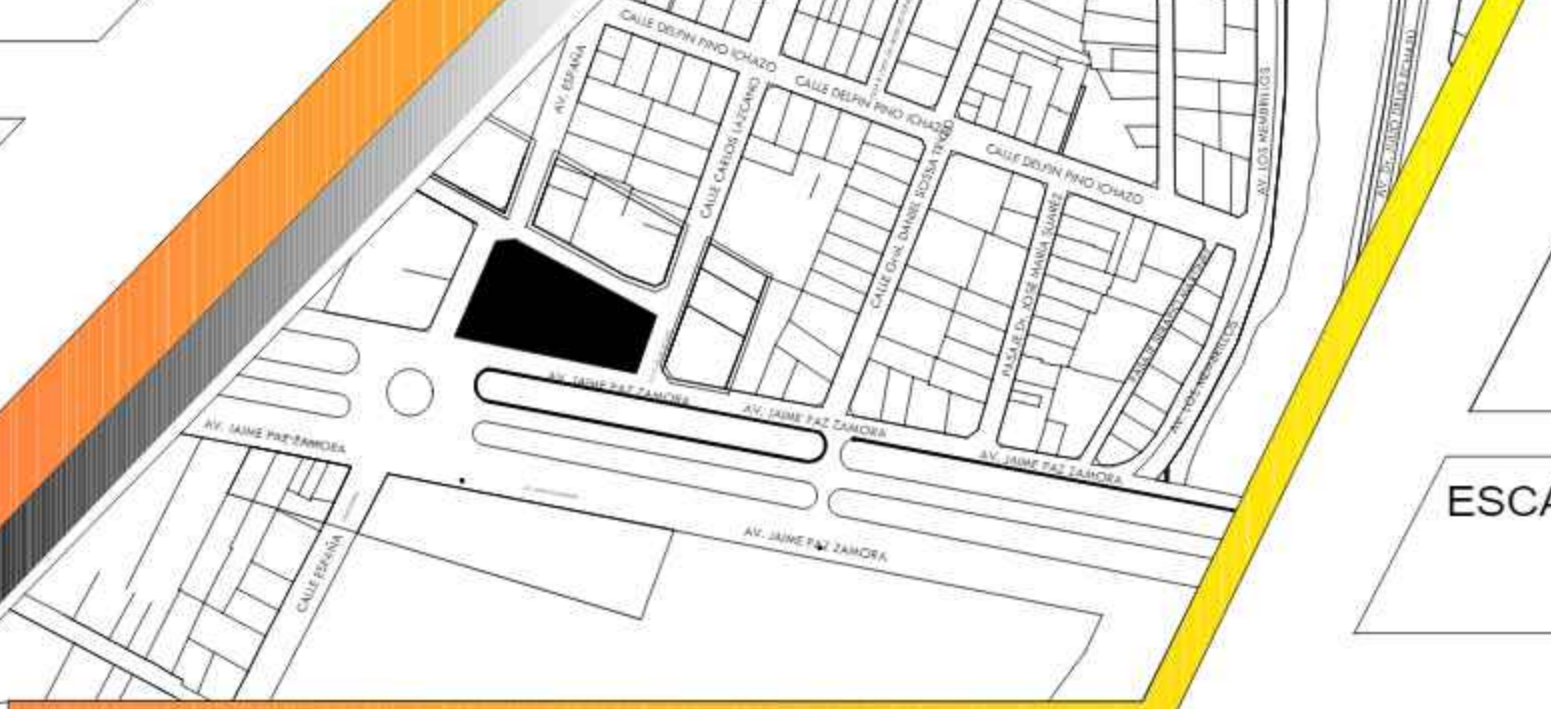 CALLE DELFIN PINO ICHAZO
AV. ESPAÑA
CALLE DELFIN PINO ICHAZO
CALLE CARLOS LAZCANO
CALLE DELFIN PINO ICHAZO
AV. LOS MEMBRILLOS
CALLE Gral. DANIEL SOSSA
PASAJE Dr. JOSE MARIA SUAREZ
AV. LOS MEMBRILLOS
AV. JAIME PAZ ZAMORA
AV. JAIME PAZ ZAMORA
AV. JAIME PAZ ZAMORA
AV. JAIME PAZ ZAMORA
ESCA
AV. JAIME PAZ ZAMORA
CALLE ESPAÑA